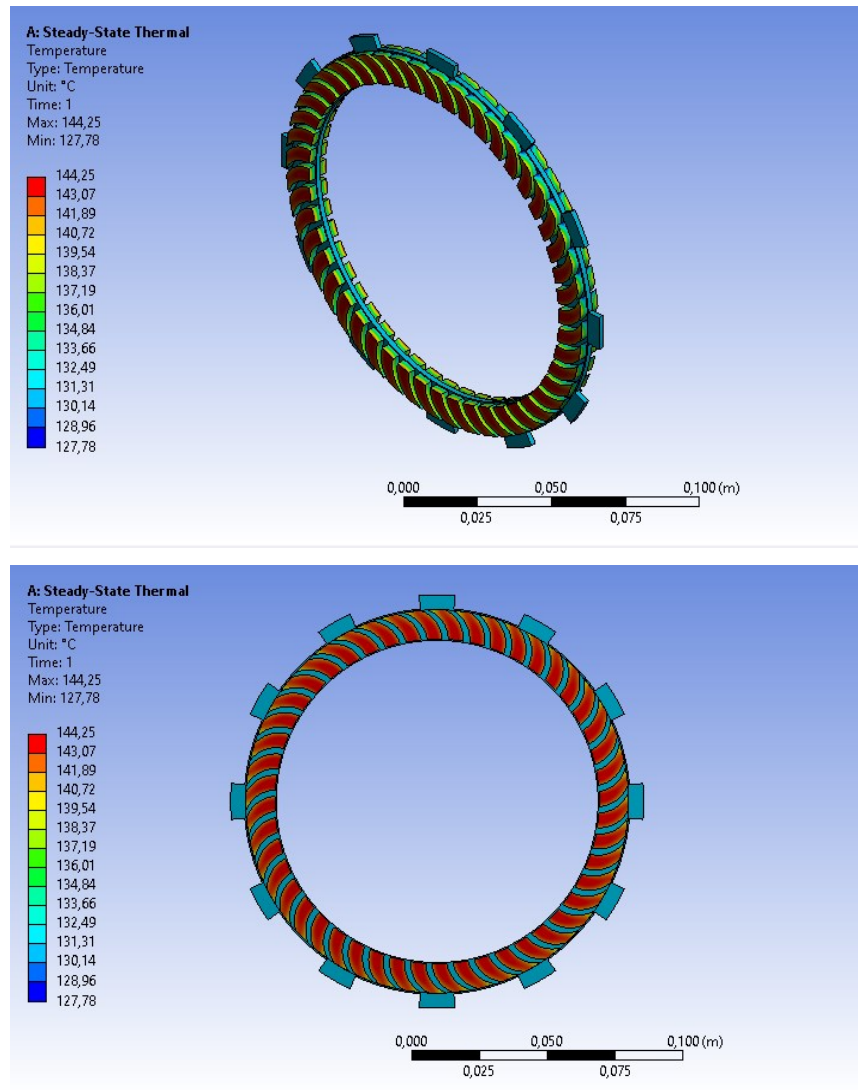 A: Steady-State Thermal
Temperature
Type: Temperature
Unit: °C
Time: 1
Max: 144,25
Min: 127,78
144,25
143,07
141,89
140,72
139,54
138,37
137,19
136,01
134,84
133,66
132,49
131,31
130,14
128,96
127,78
0,000 0,050 0,100 (m)
0,025 0,075
A: Steady-State Thermal
Temperature
Type: Temperature
Unit: °C
Time: 1
Max: 144,25
Min: 127,78
144,25
143,07
141,89
140,72
139,54
138,37
137,19
136,01
134,84
133,66
132,49
131,31
130,14
128,96
127,78
0,000 0,050 0,100 (m)
0,025 0,075